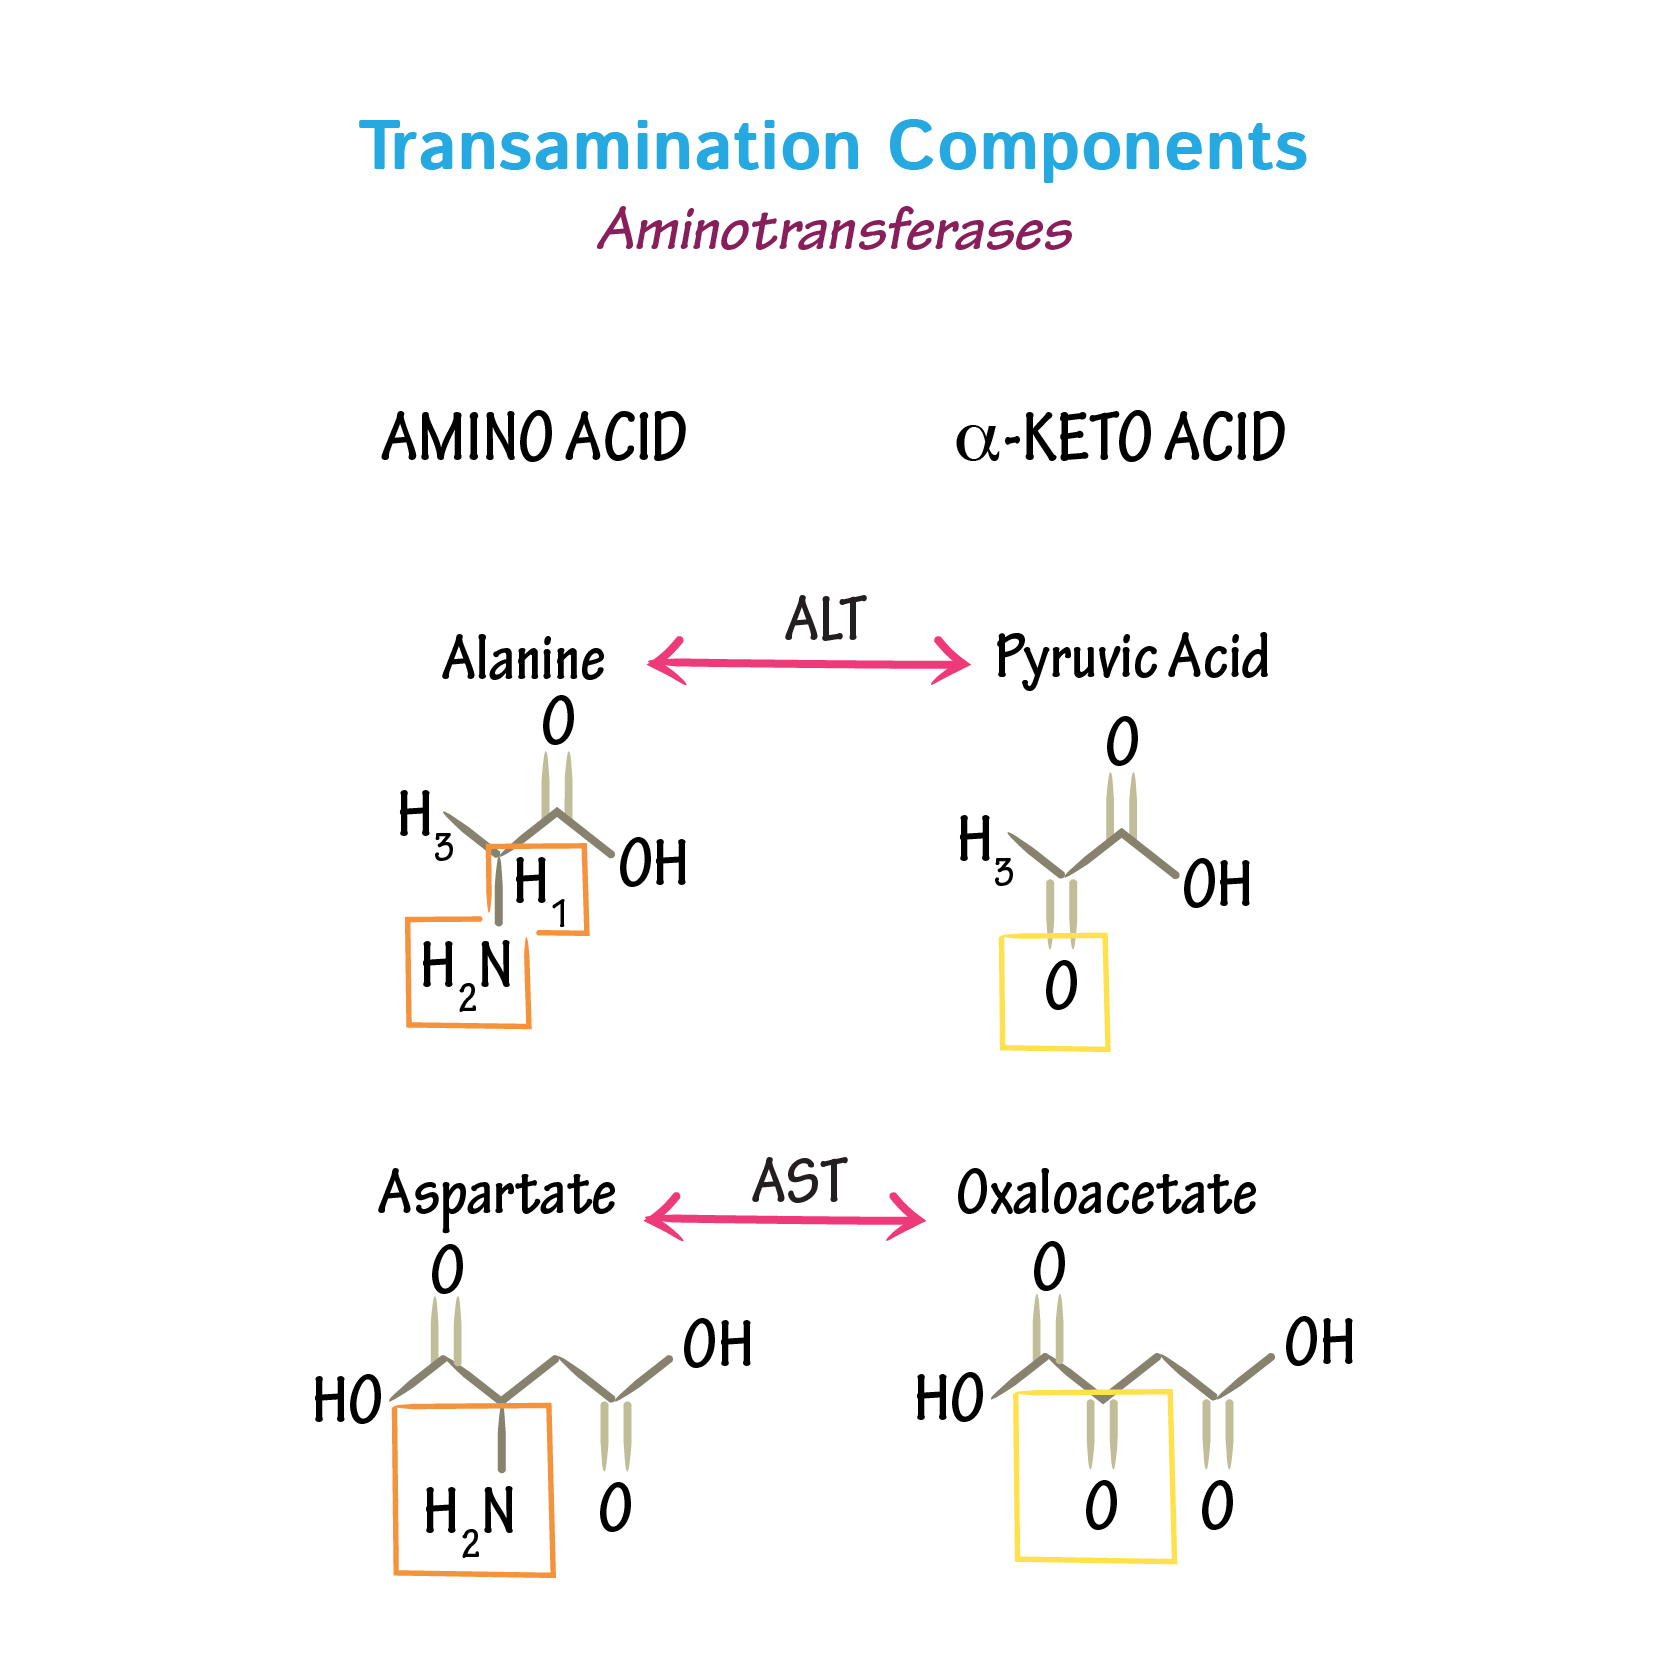 Transamination Components
Aminotransferases
AMINO ACID
α-KETO ACID
ALT
Alanine
Pyruvic Acid
O
H3
H1
OH
H2N
O
H3
OH
O
AST
Aspartate
Oxaloacetate
O
OH
HO
H2N
O
O
OH
HO
O
O